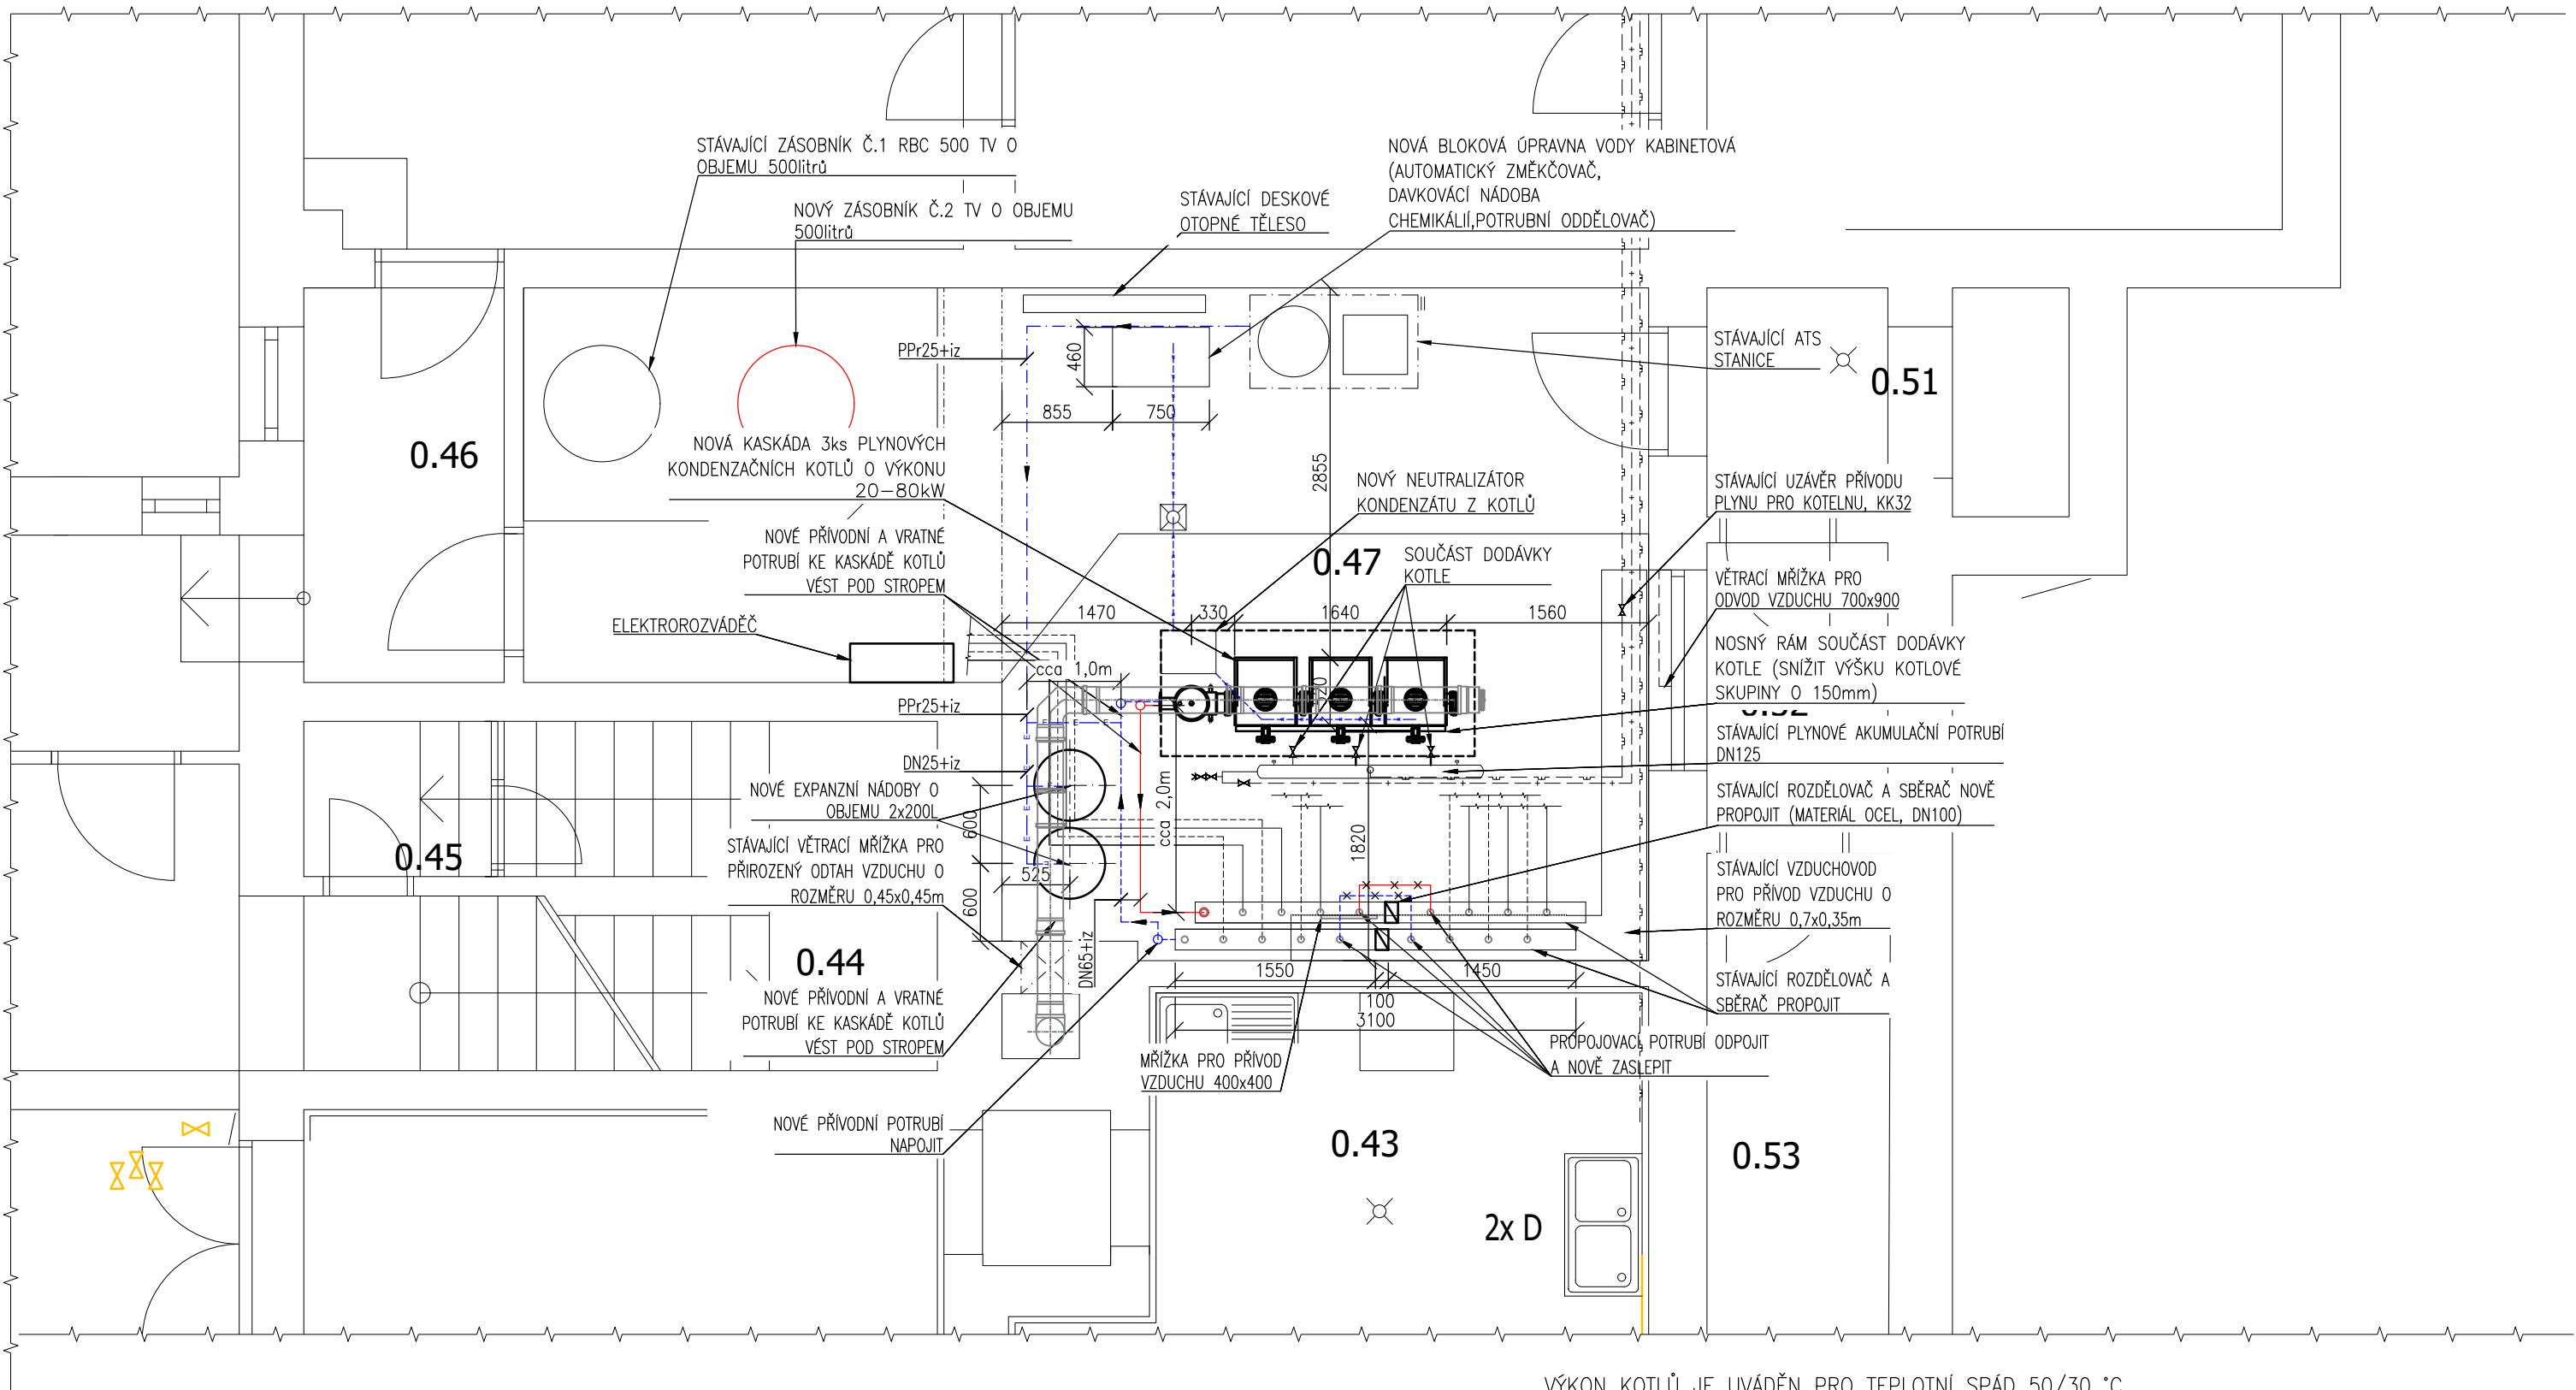 STÁVAJÍCÍ ZÁSOBNÍK Č.1 RBC 500 TV O
OBJEMU 500litrů
NOVÝ ZÁSOBNÍK Č.2 TV O OBJEMU
500litrů
STÁVAJÍCÍ DESKOVÉ
OTOPNÉ TĚLESO
NOVÁ BLOKOVÁ ÚPRAVNA VODY KABINETOVÁ
(AUTOMATICKÝ ZMĚKČOVAČ,
DAVKOVÁCÍ NÁDOBA
CHEMIKÁLIÍ,POTRUBNÍ ODDĚLOVAČ)
STÁVAJÍCÍ ATS
STANICE
0.51
PPr25+iz
460
855
750
2855
0.46
NOVÁ KASKÁDA 3ks PLYNOVÝCH
KONDENZAČNÍCH KOTLŮ O VÝKONU
20-80kW
NOVÝ NEUTRALIZÁTOR
KONDENZÁTU Z KOTLŮ
STÁVAJÍCÍ UZÁVĚR PŘÍVODU
PLYNU PRO KOTELNU, KK32
NOVÉ PŘÍVODNÍ A VRATNÉ
POTRUBÍ KE KASKÁDĚ KOTLŮ
VÉST POD STROPEM
0.47
SOUČÁST DODÁVKY
KOTLE
VĚTRACÍ MŘÍŽKA PRO
ODVOD VZDUCHU 700x900
1470
330
1640
1560
ELEKTROROZVÁDĚČ
NOSNÝ RÁM SOUČÁST DODÁVKY
KOTLE (SNÍŽIT VÝŠKU KOTLOVÉ
SKUPINY O 150mm)
cca 1,0m
PPr25+iz
STÁVAJÍCÍ PLYNOVÉ AKUMULAČNÍ POTRUBÍ
DN125
DN25+iz
NOVÉ EXPANZNÍ NÁDOBY O
OBJEMU 2x200L
600
cca 2,0m
1820
STÁVAJÍCÍ ROZDĚLOVAČ A SBĚRAČ NOVĚ
PROPOJIT (MATERIÁL OCEL, DN100)
0.45
STÁVAJÍCÍ VĚTRACÍ MŘÍŽKA PRO
PŘIROZENÝ ODTAH VZDUCHU O
ROZMĚRU 0,45x0,45m
525
600
STÁVAJÍCÍ VZDUCHOVOD
PRO PŘÍVOD VZDUCHU O
ROZMĚRU 0,7x0,35m
0.44
DN65+iz
1550
1450
100
3100
STÁVAJÍCÍ ROZDĚLOVAČ A
SBĚRAČ PROPOJIT
NOVÉ PŘÍVODNÍ A VRATNÉ
POTRUBÍ KE KASKÁDĚ KOTLŮ
VÉST POD STROPEM
MŘÍŽKA PRO PŘÍVOD
VZDUCHU 400x400
PROPOJOVACÍ POTRUBÍ ODPOJIT
A NOVĚ ZASLEPIT
NOVÉ PŘÍVODNÍ POTRUBÍ
NAPOJIT
0.43
0.53
2x D
VÝKON KOTLŮ JE UVÁDĚN PRO TEPLOTNÍ SPÁD 50/30 °C